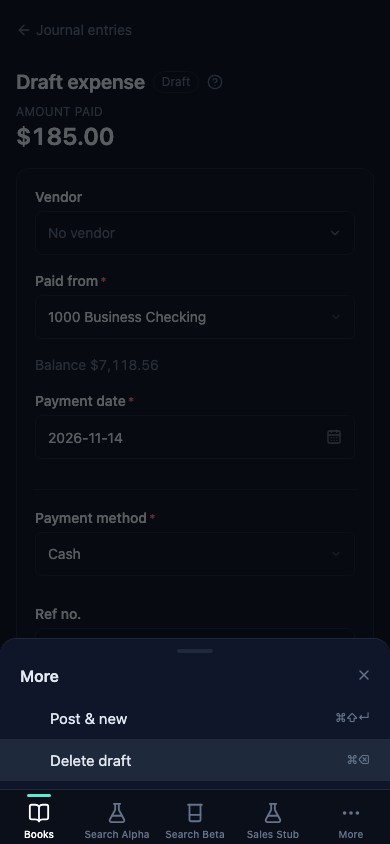 Journal entries
Draft expense Draft
AMOUNT PAID
$185.00
Vendor
No vendor
Paid from *
1000 Business Checking
Balance $7,118.56
Payment date *
2026-11-14
Payment method *
Cash
Ref no.
More
Post & new ⌘⇧↵
Delete draft ⌘⌫
Books Search Alpha Search Beta Sales Stub More